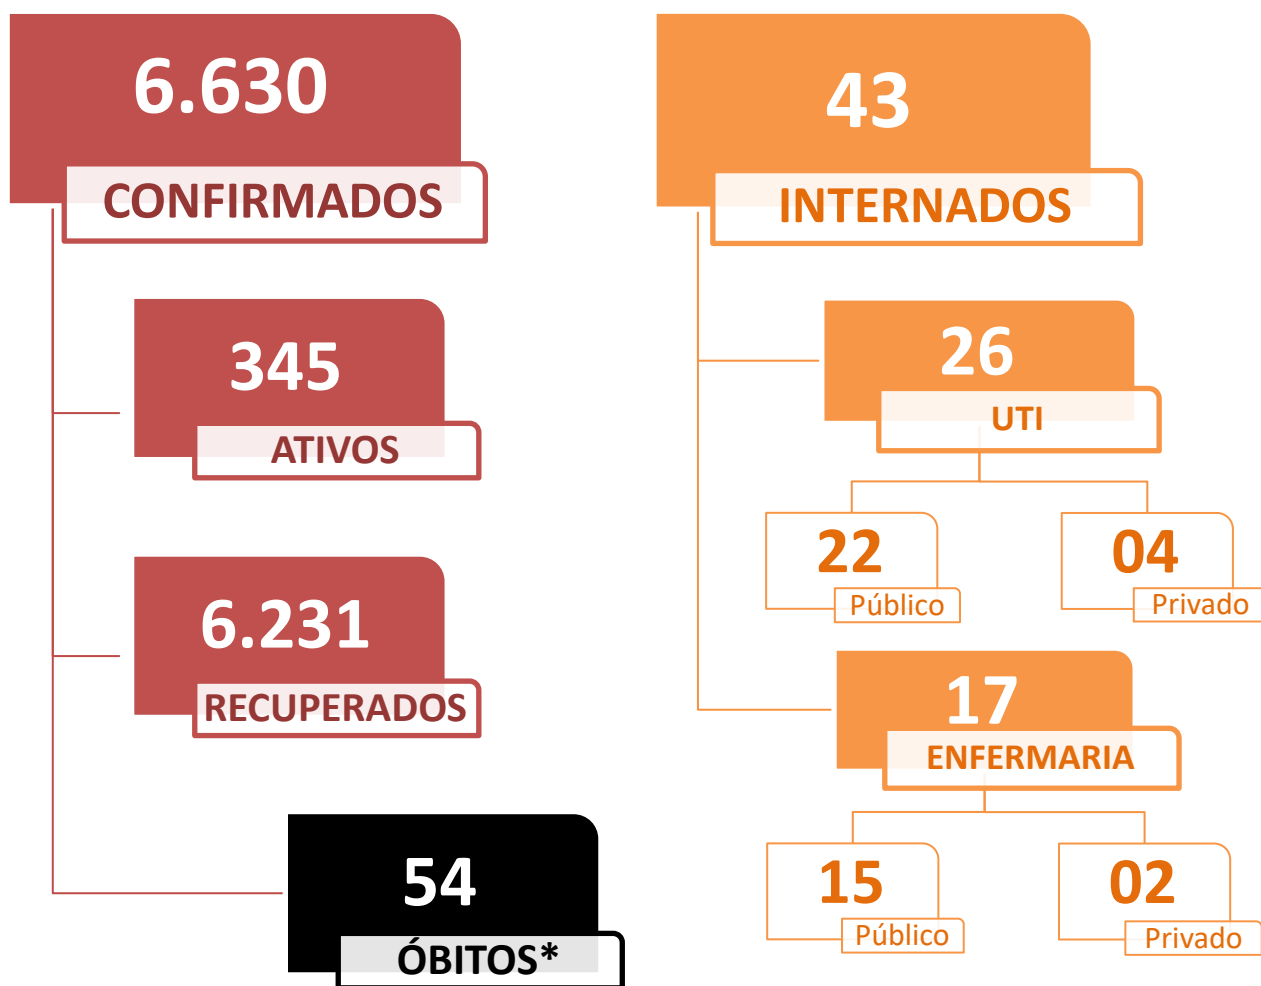 6.630
CONFIRMADOS
345
ATIVOS
6.231
RECUPERADOS
54
ÓBITOS*
43
INTERNADOS
26
UTI
22
Público
04
Privado
17
ENFERMARIA
15
Público
02
Privado